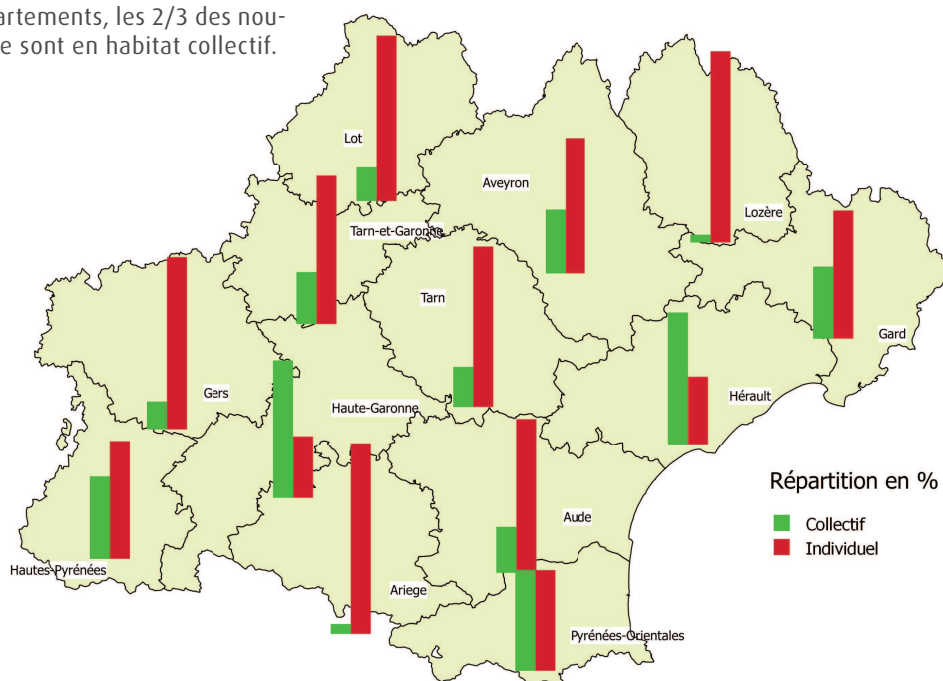 artements, les 2/3 des nou-
e sont en habitat collectif.
Lot
Aveyron
Lozère
Tarn-et-Garonne
Tarn
Gard
Gers
Haute-Garonne
Hérault
Répartition en %
Collectif
Individuel
Aude
Hautes-Pyrénées
Ariege
Pyrénées-Orientales